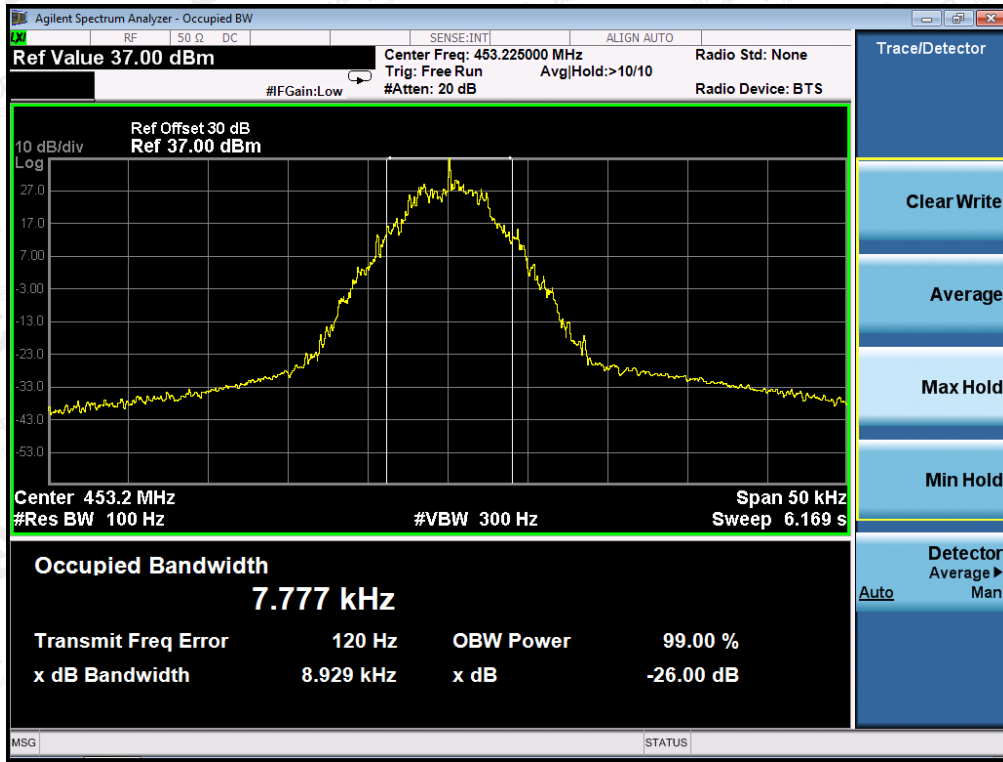 Agilent Spectrum Analyzer - Occupied BW
LXI RF 50 Ω DC SENSE:INT ALIGN AUTO
Ref Value 37.00 dBm
Center Freq: 453.225000 MHz
Radio Std: None
Trig: Free Run Avg|Hold:>10/10
#IFGain:Low #Atten: 20 dB
Radio Device: BTS
Ref Offset 30 dB
10 dB/div Ref 37.00 dBm
Log
27.0
17.0
7.00
-3.00
-13.0
-23.0
-33.0
-43.0
-53.0
Center 453.2 MHz Span 50 kHz
#Res BW 100 Hz #VBW 300 Hz Sweep 6.169 s
Occupied Bandwidth
7.777 kHz
Transmit Freq Error 120 Hz OBW Power 99.00 %
x dB Bandwidth 8.929 kHz x dB -26.00 dB
MSG STATUS
Trace/Detector
Clear Write
Average
Max Hold
Min Hold
Detector
Average
Auto Man